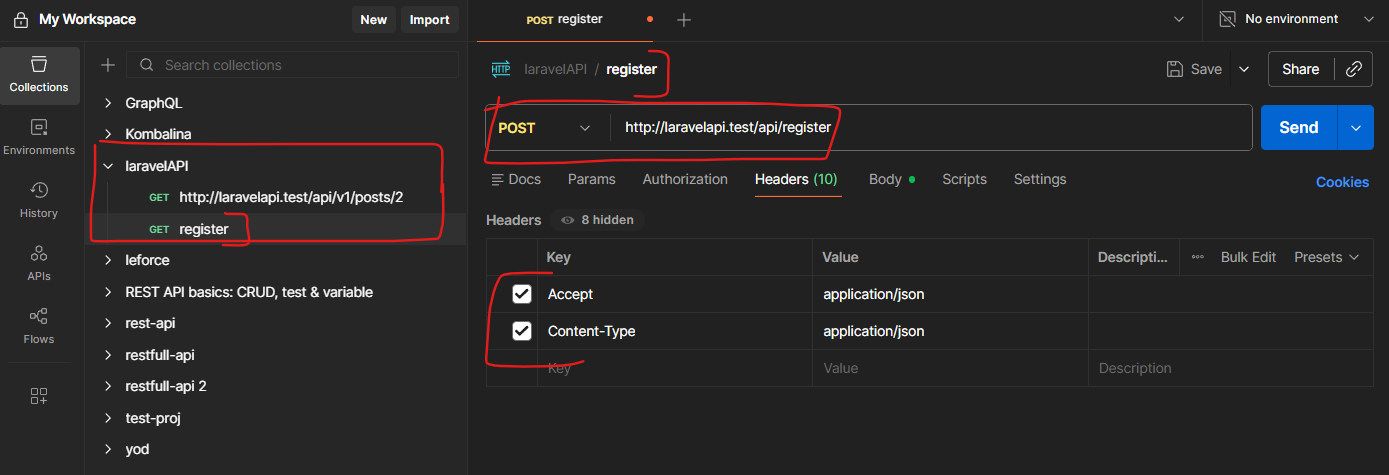 My Workspace New Import POST register No environment
Collections
Search collections
GraphQL
Kombalina
laravelAPI
GET http://laravelapi.test/api/v1/posts/2
GET register
leforce
REST API basics: CRUD, test & variable
rest-api
restfull-api
restfull-api 2
test-proj
yod
Environments
History
APIs
Flows
HTTP laravelAPI / register Save Share
POST http://laravelapi.test/api/register Send
Docs Params Authorization Headers (10) Body Scripts Settings Cookies
Headers 8 hidden
Key Value Descripti... Bulk Edit Presets
Accept application/json
Content-Type application/json
Key Value Description